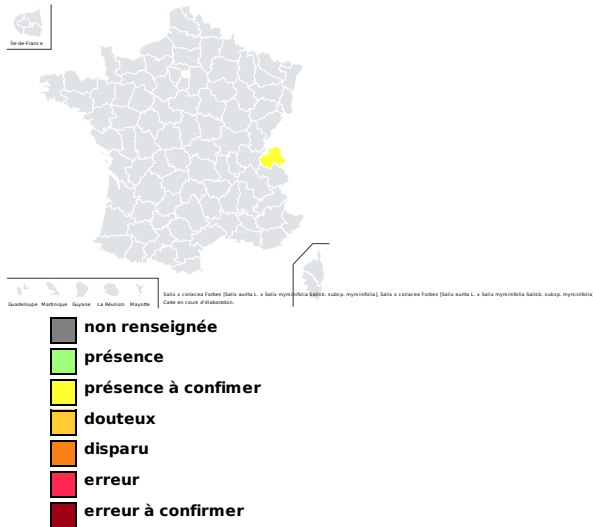 Île-de-France
Guadeloupe Martinique Guyane La Réunion Mayotte
Salix x coriacea Forbes [Salix aurita L. x Salix myrsinifolia Salisb. subsp. myrsinifolia], Salix x coriacea Forbes [Salix aurita L. x Salix myrsinifolia Salisb. subsp. myrsinifolia
Carte en cours d'élaboration.
non renseignée
présence
présence à confimer
douteux
disparu
erreur
erreur à confirmer